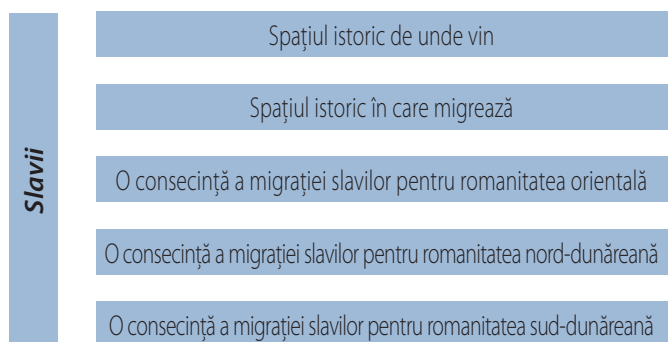 Slavii
Spațiul istoric de unde vin
Spațiul istoric în care migrează
O consecință a migrației slavilor pentru romanitatea orientală
O consecință a migrației slavilor pentru romanitatea nord-dunăreană
O consecință a migrației slavilor pentru romanitatea sud-dunăreană